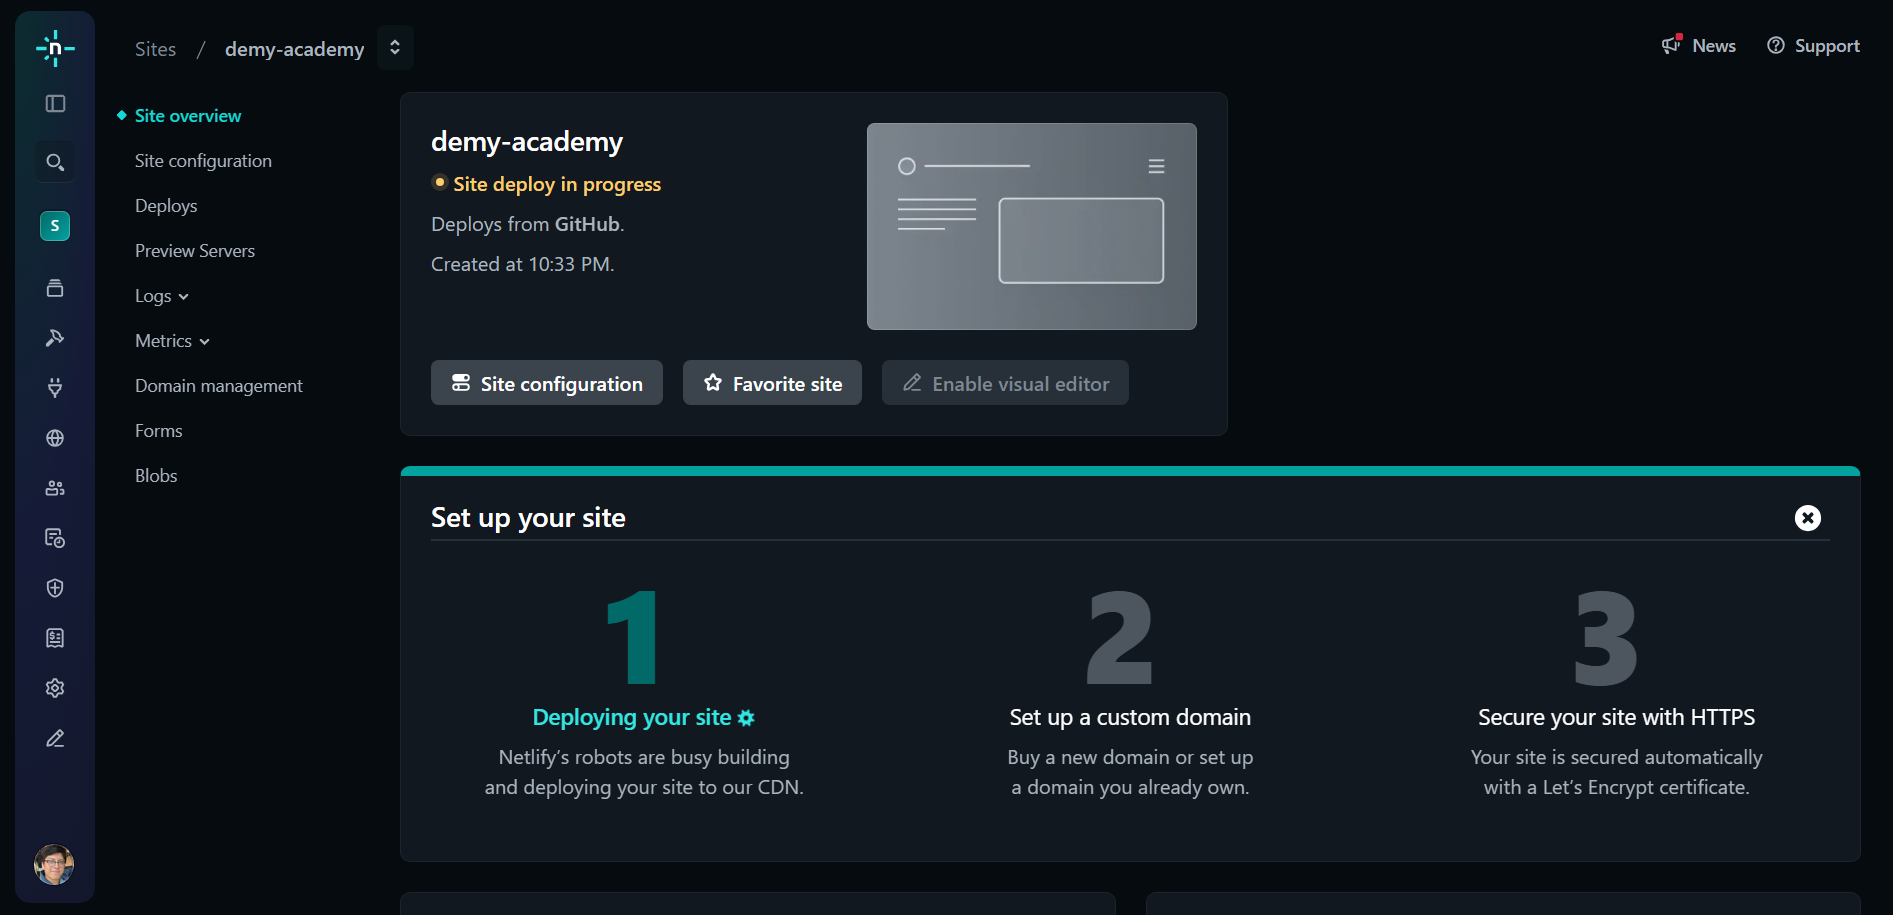 n
Sites / demy-academy
News
Support
S
Site overview
Site configuration
Deploys
Preview Servers
Logs
Metrics
Domain management
Forms
Blobs
demy-academy
Site deploy in progress
Deploys from GitHub.
Created at 10:33 PM.
Site configuration
Favorite site
Enable visual editor
Set up your site
1
Deploying your site
Netlify’s robots are busy building
and deploying your site to our CDN.
2
Set up a custom domain
Buy a new domain or set up
a domain you already own.
3
Secure your site with HTTPS
Your site is secured automatically
with a Let’s Encrypt certificate.